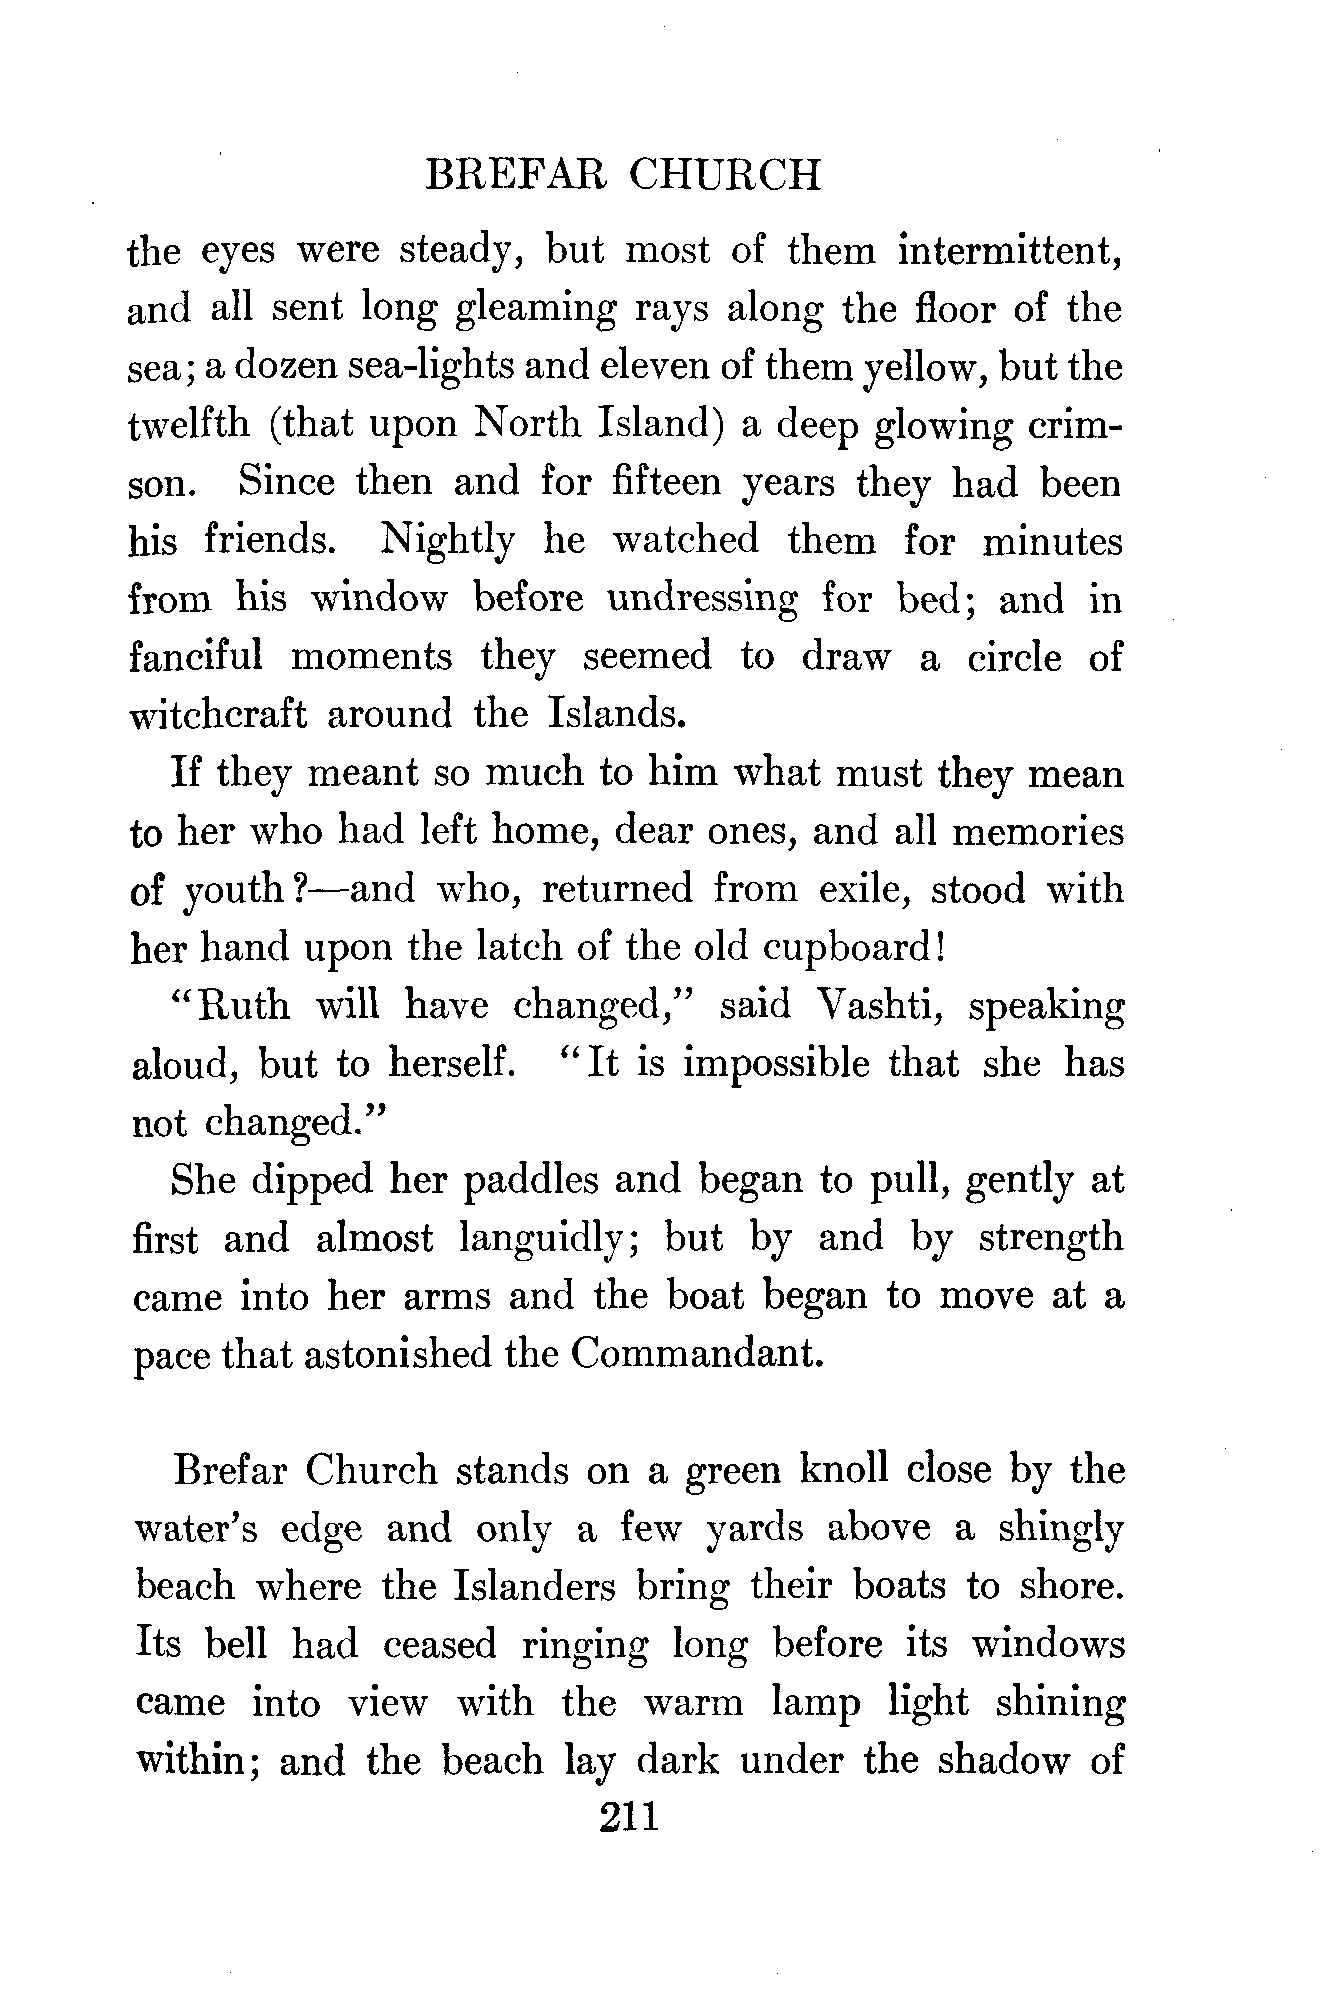 BREFAR CHURCH
the eyes were steady, but most of them intermittent,
and all sent long gleaming rays along the floor of the
sea; a dozen sea-lights and eleven of them yellow, but the
twelfth (that upon North Island) a deep glowing crim-
son. Since then and for fifteen years they had been
his friends. Nightly he watched them for minutes
from his window before undressing for bed; and in
fanciful moments they seemed to draw a circle of
witchcraft around the Islands.
If they meant so much to him what must they mean
to her who had left home, dear ones, and all memories
of youth?—and who, returned from exile, stood with
her hand upon the latch of the old cupboard!
"Ruth will have changed," said Vashti, speaking
aloud, but to herself. "It is impossible that she has
not changed."
She dipped her paddles and began to pull, gently at
first and almost languidly; but by and by strength
came into her arms and the boat began to move at a
pace that astonished the Commandant.
Brefar Church stands on a green knoll close by the
water's edge and only a few yards above a shingly
beach where the Islanders bring their boats to shore.
Its bell had ceased ringing long before its windows
came into view with the warm lamp light shining
within; and the beach lay dark under the shadow of
211